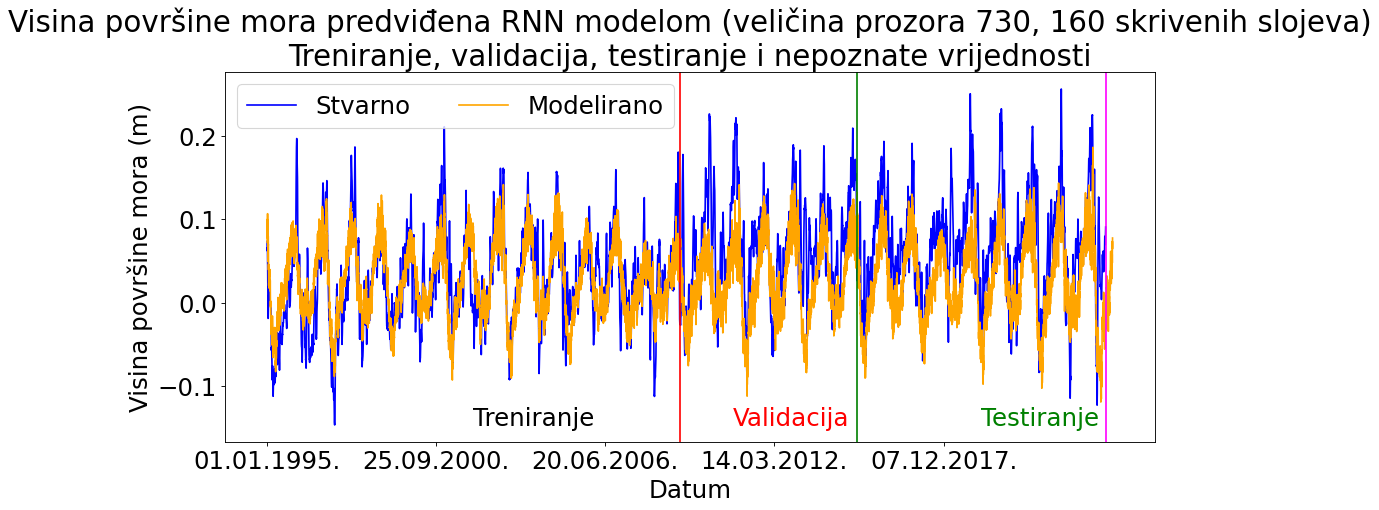 Visina površine mora predviđena RNN modelom (veličina prozora 730, 160 skrivenih slojeva)
Treniranje, validacija, testiranje i nepoznate vrijednosti
Stvarno Modelirano
Visina površine mora (m)
0.2
0.1
0.0
−0.1
Treniranje Validacija Testiranje
01.01.1995. 25.09.2000. 20.06.2006. 14.03.2012. 07.12.2017.
Datum